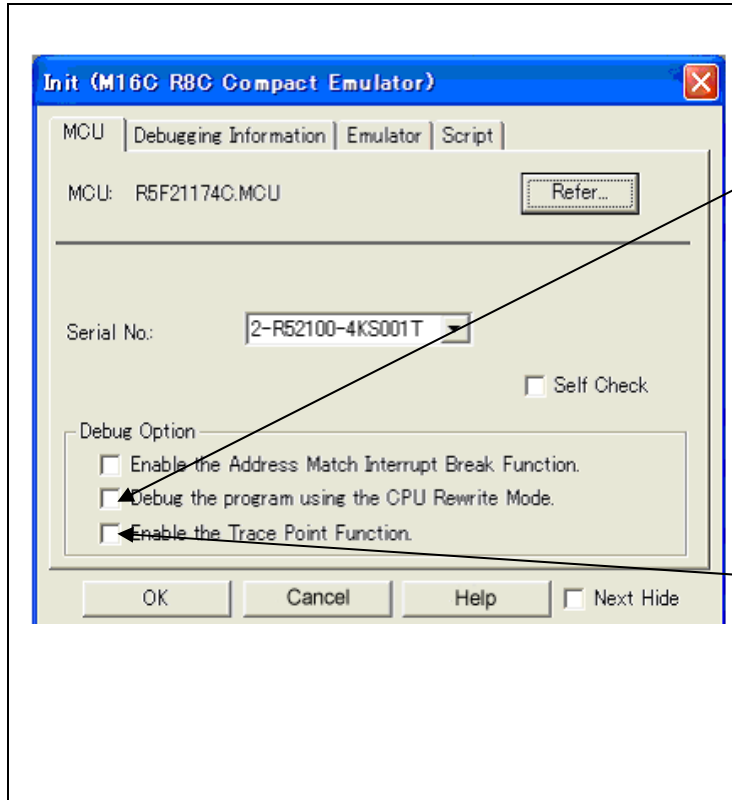 Init (M16C R8C Compact Emulator)
MCU Debugging Information Emulator Script
MCU: R5F21174C.MCU Refer...
Serial No.: 2-R52100-4KS001T
Self Check
Debug Option
Enable the Address Match Interrupt Break Function.
Debug the program using the CPU Rewrite Mode.
Enable the Trace Point Function.
OK Cancel Help Next Hide